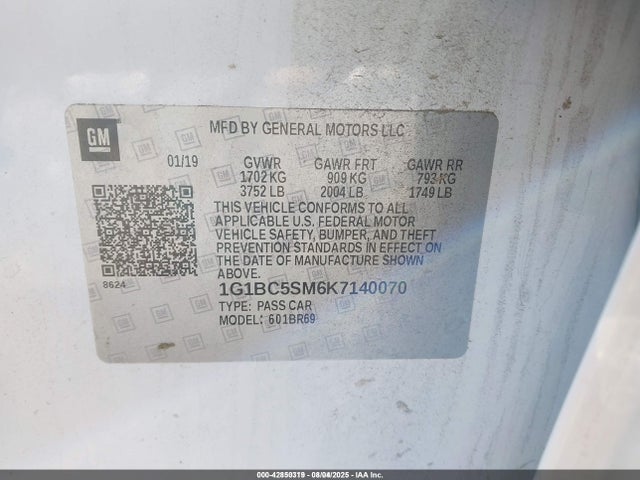 GM
MFD BY GENERAL MOTORS LLC
01/19 GVWR GAWR FRT GAWR RR
1702 KG 909 KG 793 KG
3752 LB 2004 LB 1749 LB
THIS VEHICLE CONFORMS TO ALL
APPLICABLE U.S. FEDERAL MOTOR
VEHICLE SAFETY, BUMPER, AND THEFT
PREVENTION STANDARDS IN EFFECT ON
THE DATE OF MANUFACTURE SHOWN
ABOVE.
8624
1G1BC5SM6K7140070
TYPE: PASS CAR
MODEL: 601BR69
000-42850319 - 08/04/2025 - IAAI, Inc.